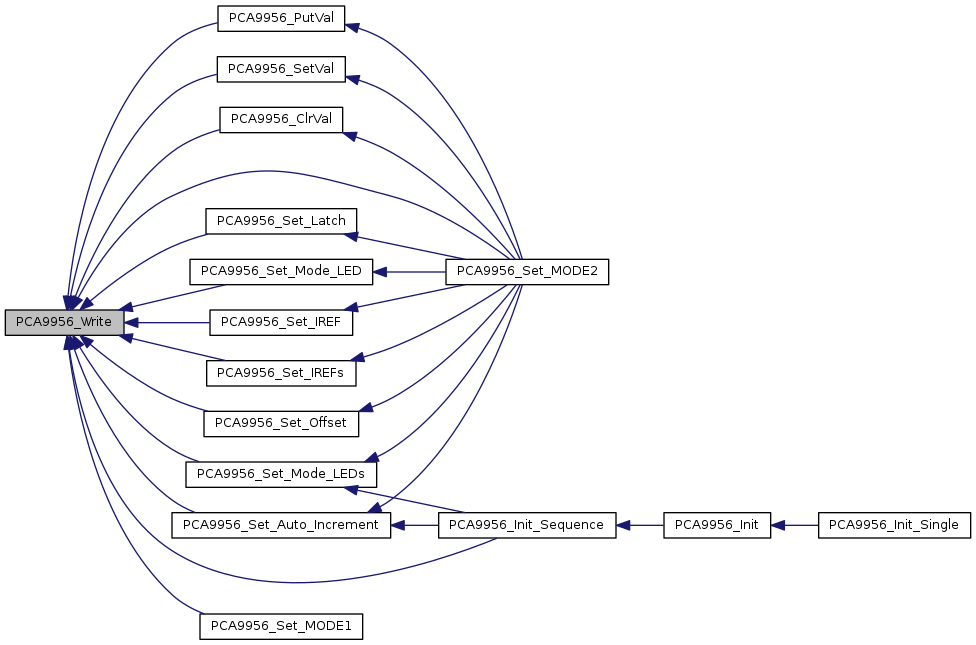 PCA9956_PutVal
PCA9956_SetVal
PCA9956_ClrVal
PCA9956_Set_Latch
PCA9956_Set_Mode_LED
PCA9956_Set_MODE2
PCA9956_Write
PCA9956_Set_IREF
PCA9956_Set_IREFs
PCA9956_Set_Offset
PCA9956_Set_Mode_LEDs
PCA9956_Set_Auto_Increment
PCA9956_Init_Sequence
PCA9956_Init
PCA9956_Init_Single
PCA9956_Set_MODE1